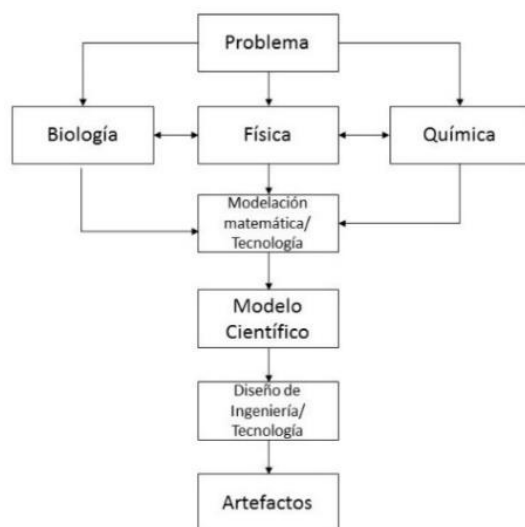 Problema
Biología
Física
Química
Modelación
matemática/
Tecnología
Modelo
Científico
Diseño de
Ingeniería/
Tecnología
Artefactos